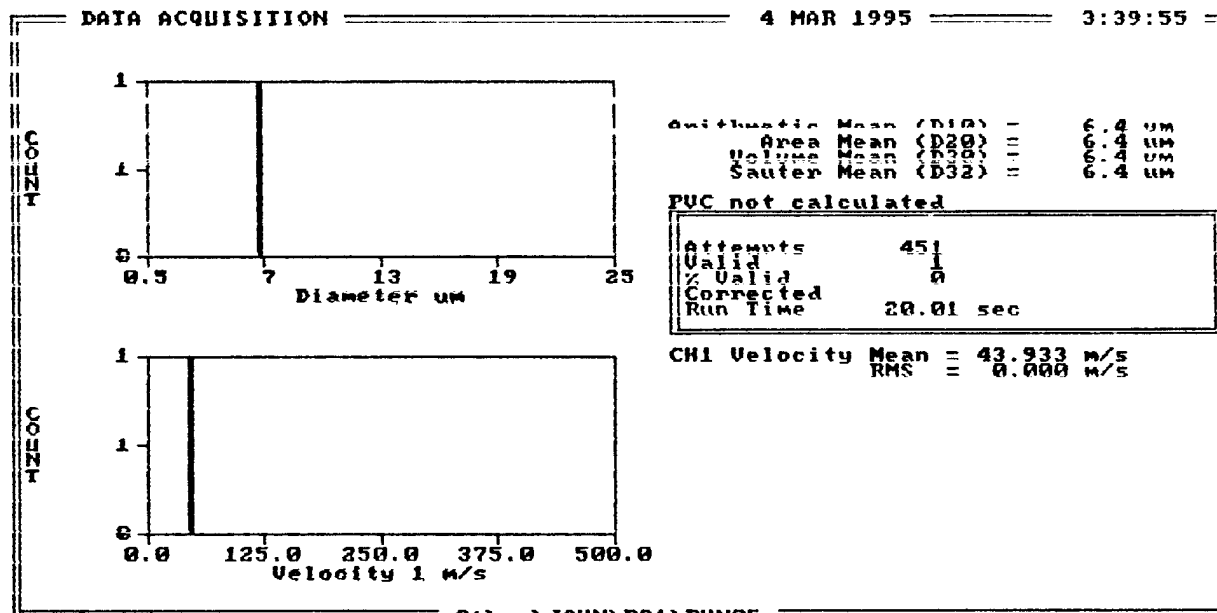 DATA ACQUISITION 4 MAR 1995 3:39:55
COUNT
1
1
0
0.5 7 13 19 25
Diameter um
Arithmetic Mean (D10) = 6.4 um
Area Mean (D20) = 6.4 um
Volume Mean (D30) = 6.4 um
Sauter Mean (D32) = 6.4 um
PVC not calculated
Attempts 451
Valid 1
% Valid 0
Corrected
Run Time 20.01 sec
CH1 Velocity Mean = 43.933 m/s
RMS = 0.000 m/s
COUNT
1
1
0
0.0 125.0 250.0 375.0 500.0
Velocity 1 m/s